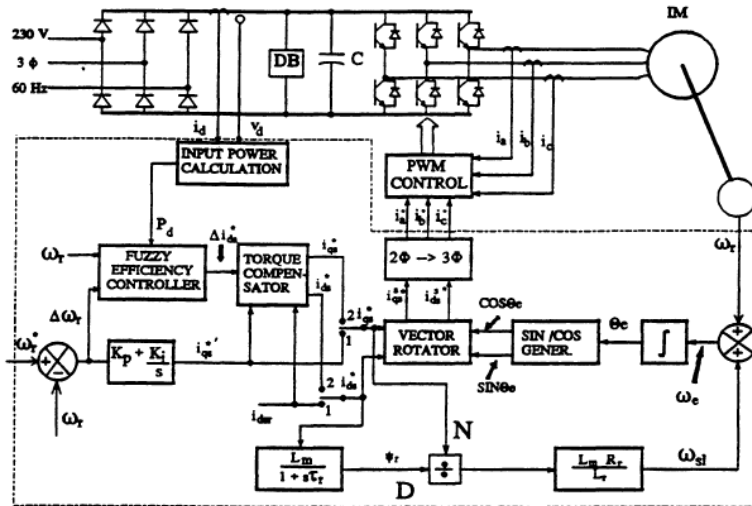 IM
230 V
3 ϕ
60 Hz
DB
C
i_d
v_d
i_a
i_b
i_c
INPUT POWER
CALCULATION
PWM
CONTROL
P_d
i_a*
i_b*
i_c*
ω_r
FUZZY
EFFICIENCY
CONTROLLER
Δi_ds*
TORQUE
COMPEN-
SATOR
i_qs*
i_ds*
2Φ –> 3Φ
ω_r
i_qs^s*
i_ds^s*
Δω_r
2
i_qs*
1
VECTOR
ROTATOR
COSΘe
SINΘe
SIN /COS
GENER.
Θe
∫
+
+
ω_e
ω_r*
+
−
K_p + K_i
s
i_qs*'
ω_r
2
i_ds*
1
i_dsr
N
L_m
1 + sτ_r
ψ_r
D
÷
L_m R_r
L_r
ω_sl